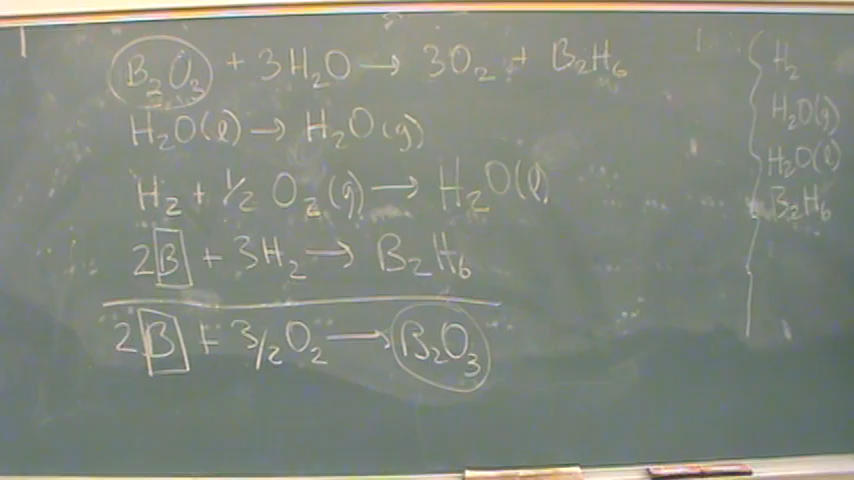 B₂O₃ + 3H₂O → 3O₂ + B₂H₆
H₂O(l) → H₂O(g)
H₂ + ½ O₂(g) → H₂O(l)
2B + 3H₂ → B₂H₆
2B + 3/2 O₂ → B₂O₃
H₂
H₂O(g)
H₂O(l)
B₂H₆